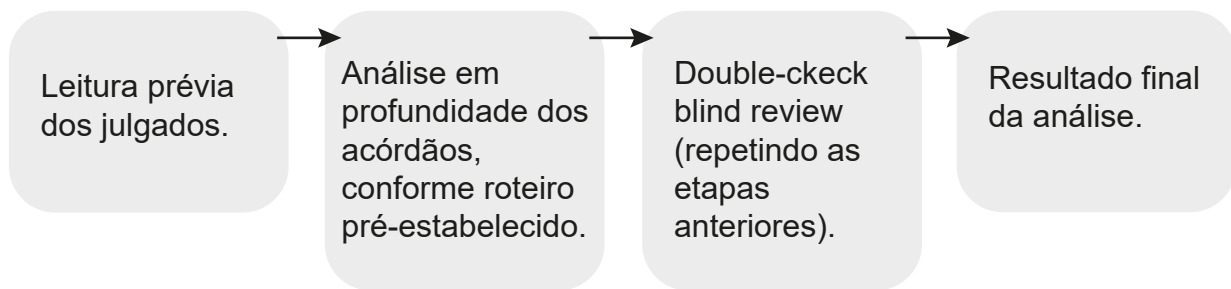 Leitura prévia
dos julgados.
Análise em
profundidade dos
acórdãos,
conforme roteiro
pré-estabelecido.
Double-ckeck
blind review
(repetindo as
etapas
anteriores).
Resultado final
da análise.